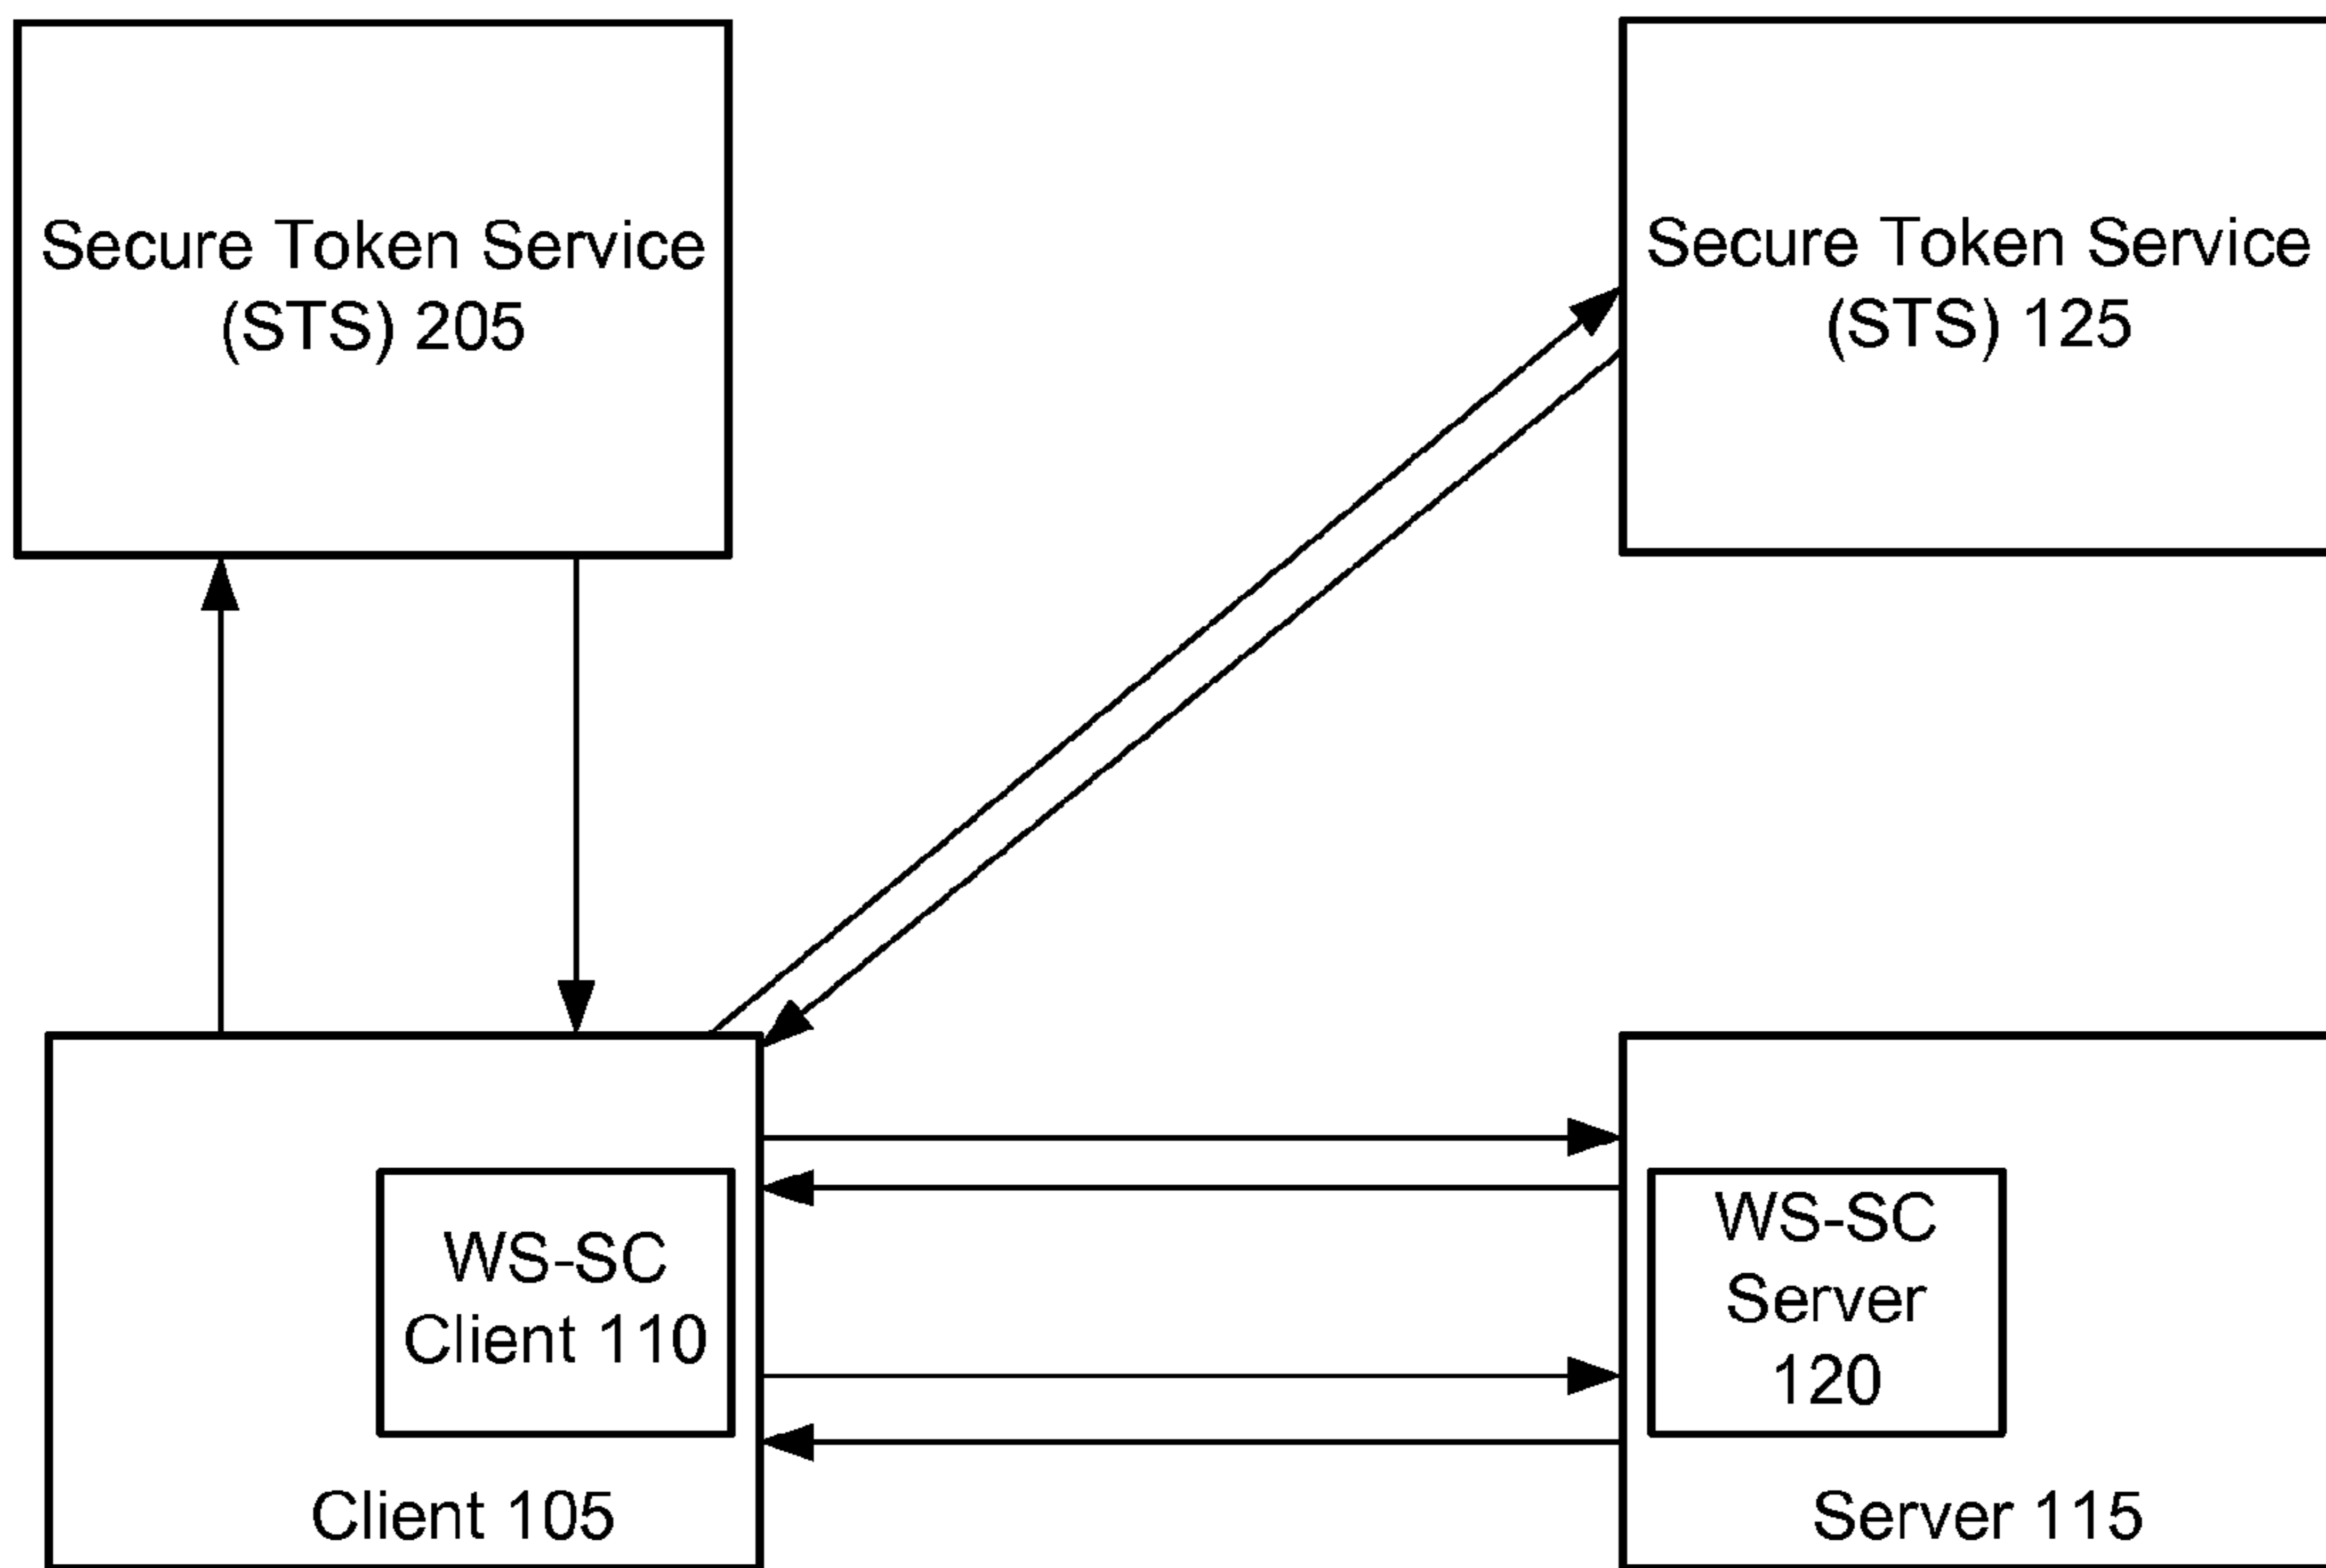 Secure Token Service
(STS) 205
Secure Token Service
(STS) 125
WS-SC
Client 110
Client 105
WS-SC
Server
120
Server 115